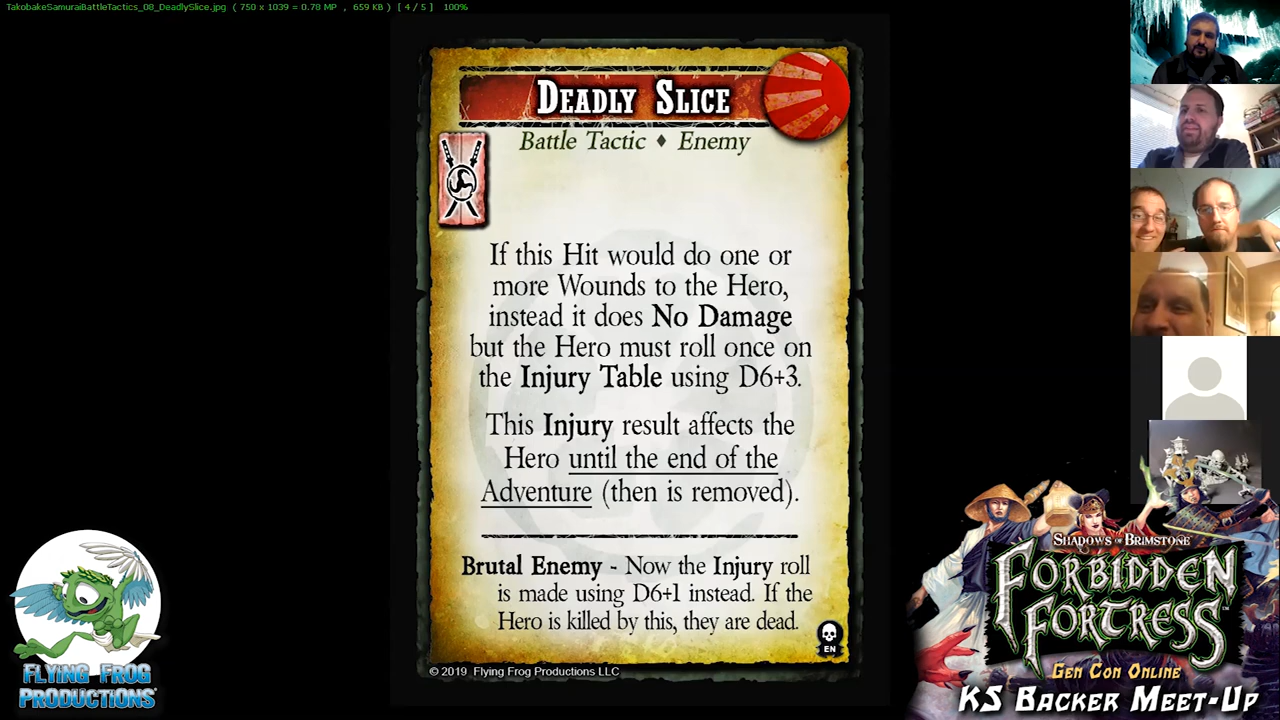 TakobakeSamuraiBattleTactics_08_DeadlySlice.jpg ( 750 x 1039 = 0.78 MP , 659 KB ) [ 4 / 5 ] 100%
DEADLY SLICE
Battle Tactic ♦ Enemy
If this Hit would do one or
more Wounds to the Hero,
instead it does No Damage
but the Hero must roll once on
the Injury Table using D6+3.
This Injury result affects the
Hero until the end of the
Adventure (then is removed).
Brutal Enemy - Now the Injury roll
is made using D6+1 instead. If the
Hero is killed by this, they are dead.
EN
© 2019 Flying Frog Productions LLC
FLYING FROG
PRODUCTIONS
SHADOWS OF BRIMSTONE
FORBIDDEN
FORTRESS™
GEN CON ONLINE
KS BACKER MEET-UP